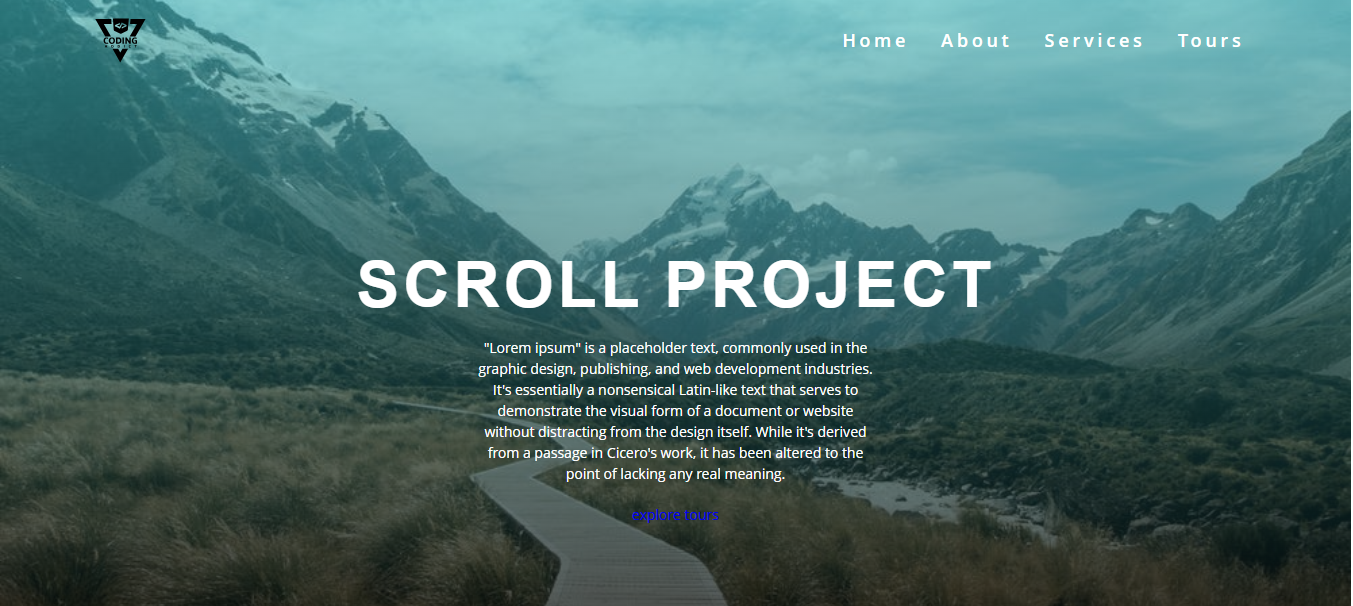 CODING
ADDICT
Home About Services Tours
SCROLL PROJECT
"Lorem ipsum" is a placeholder text, commonly used in the
graphic design, publishing, and web development industries.
It's essentially a nonsensical Latin-like text that serves to
demonstrate the visual form of a document or website
without distracting from the design itself. While it's derived
from a passage in Cicero's work, it has been altered to the
point of lacking any real meaning.
explore tours